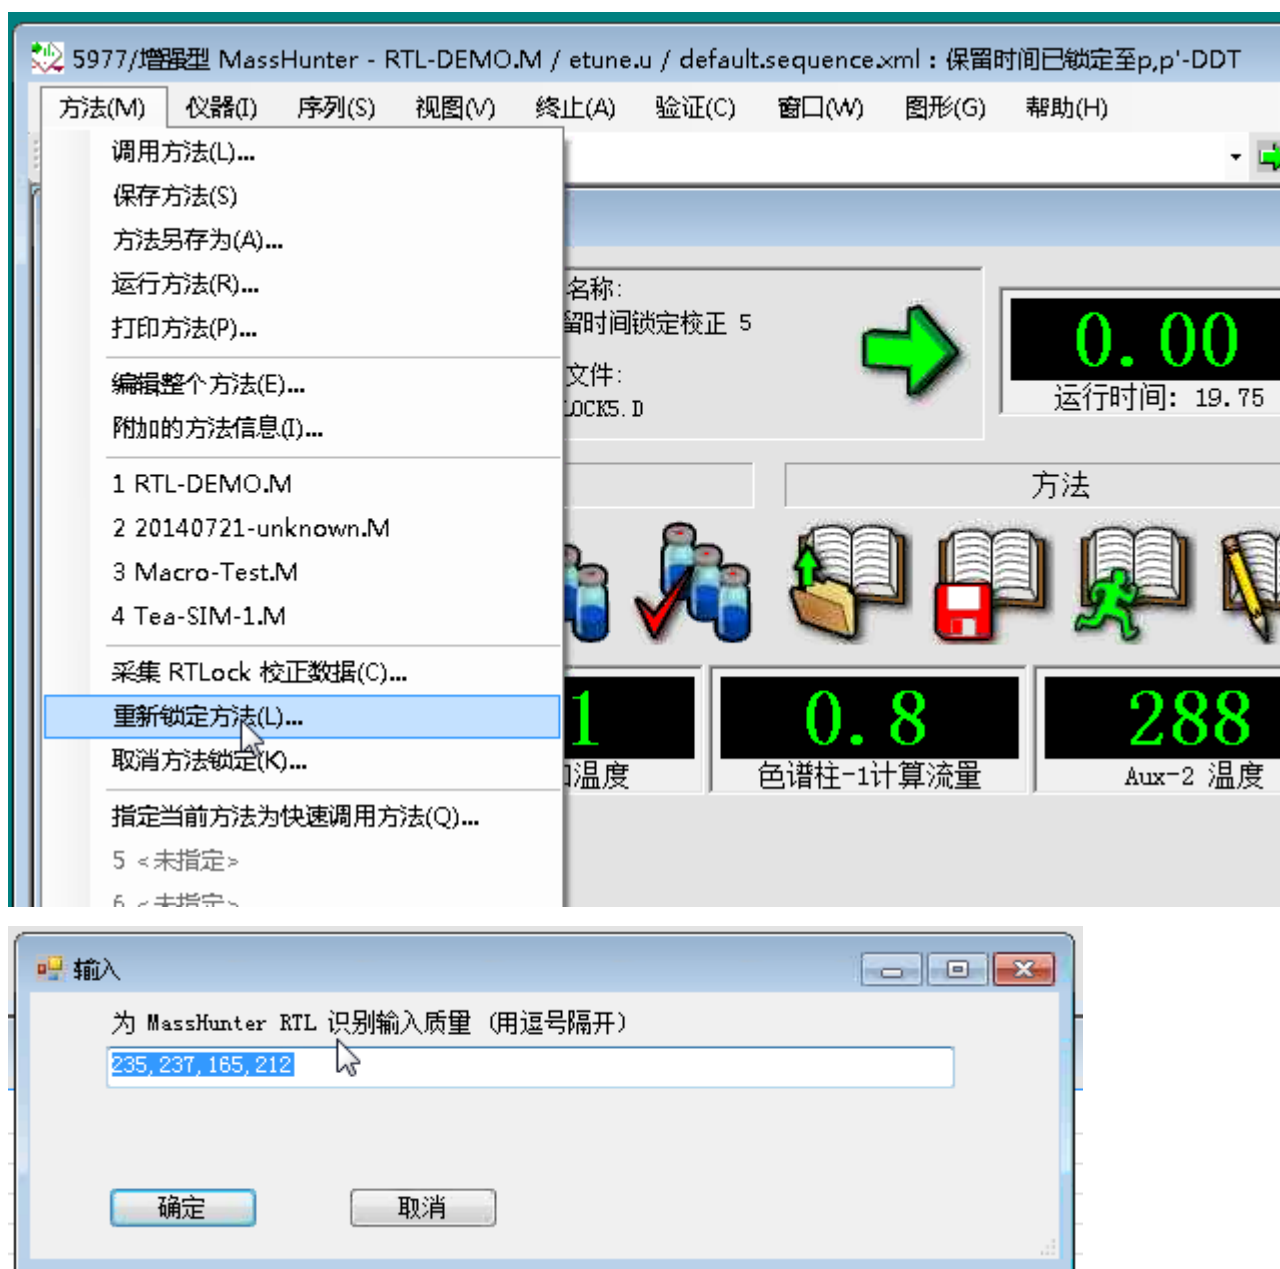 5977/增强型 MassHunter - RTL-DEMO.M / etune.u / default.sequence.xml : 保留时间已锁定至p,p'-DDT
方法(M) 仪器(I) 序列(S) 视图(V) 终止(A) 验证(C) 窗口(W) 图形(G) 帮助(H)
调用方法(L)...
保存方法(S)
方法另存为(A)...
运行方法(R)...
打印方法(P)...
编辑整个方法(E)...
附加的方法信息(I)...
1 RTL-DEMO.M
2 20140721-unknown.M
3 Macro-Test.M
4 Tea-SIM-1.M
采集 RTLock 校正数据(C)...
重新锁定方法(L)...
取消方法锁定(K)...
指定当前方法为快速调用方法(Q)...
5 <未指定>
6 <未指定>
名称:
留时间锁定校正 5
文件:
LOCK5.D
0.00
运行时间: 19.75
方法
1
温度
0.8
色谱柱-1计算流量
288
Aux-2 温度
输入
为 MassHunter RTL 识别输入质量 (用逗号隔开)
235,237,165,212
确定 取消